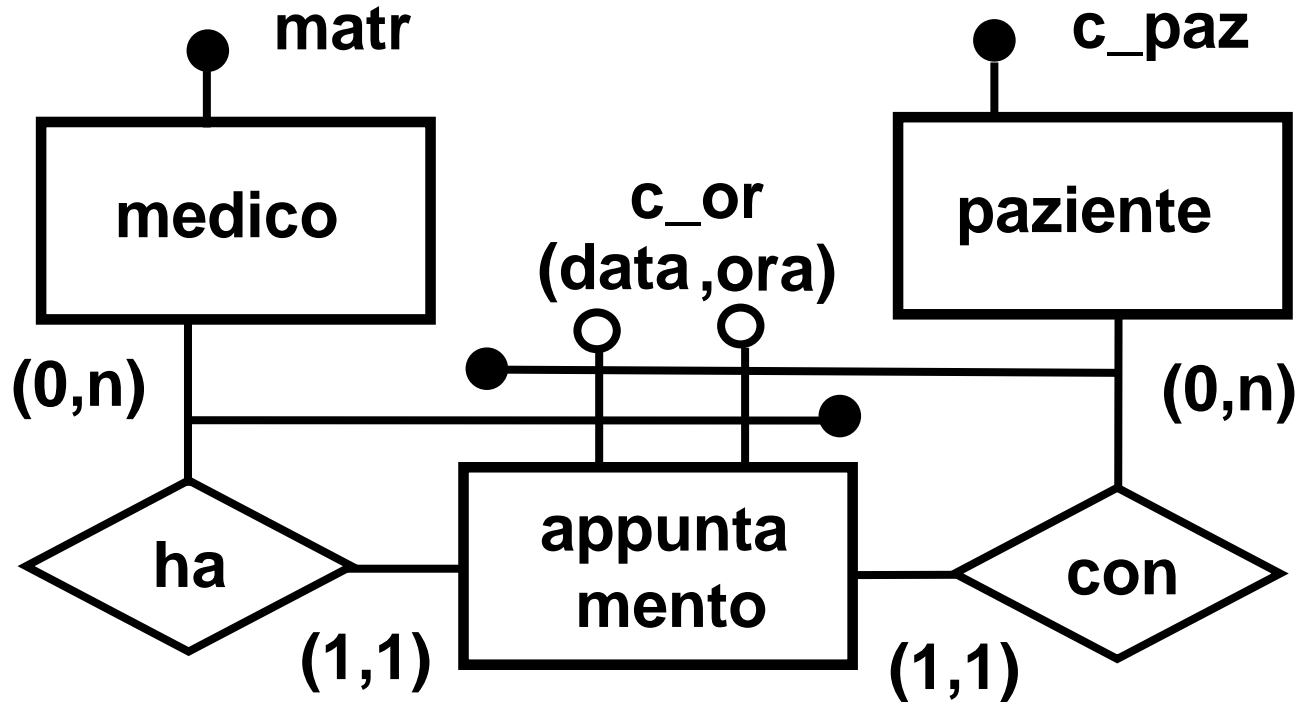 matr
c_paz
medico
c_or
(data,ora)
paziente
(0,n)
(0,n)
ha
appunta
mento
con
(1,1)
(1,1)